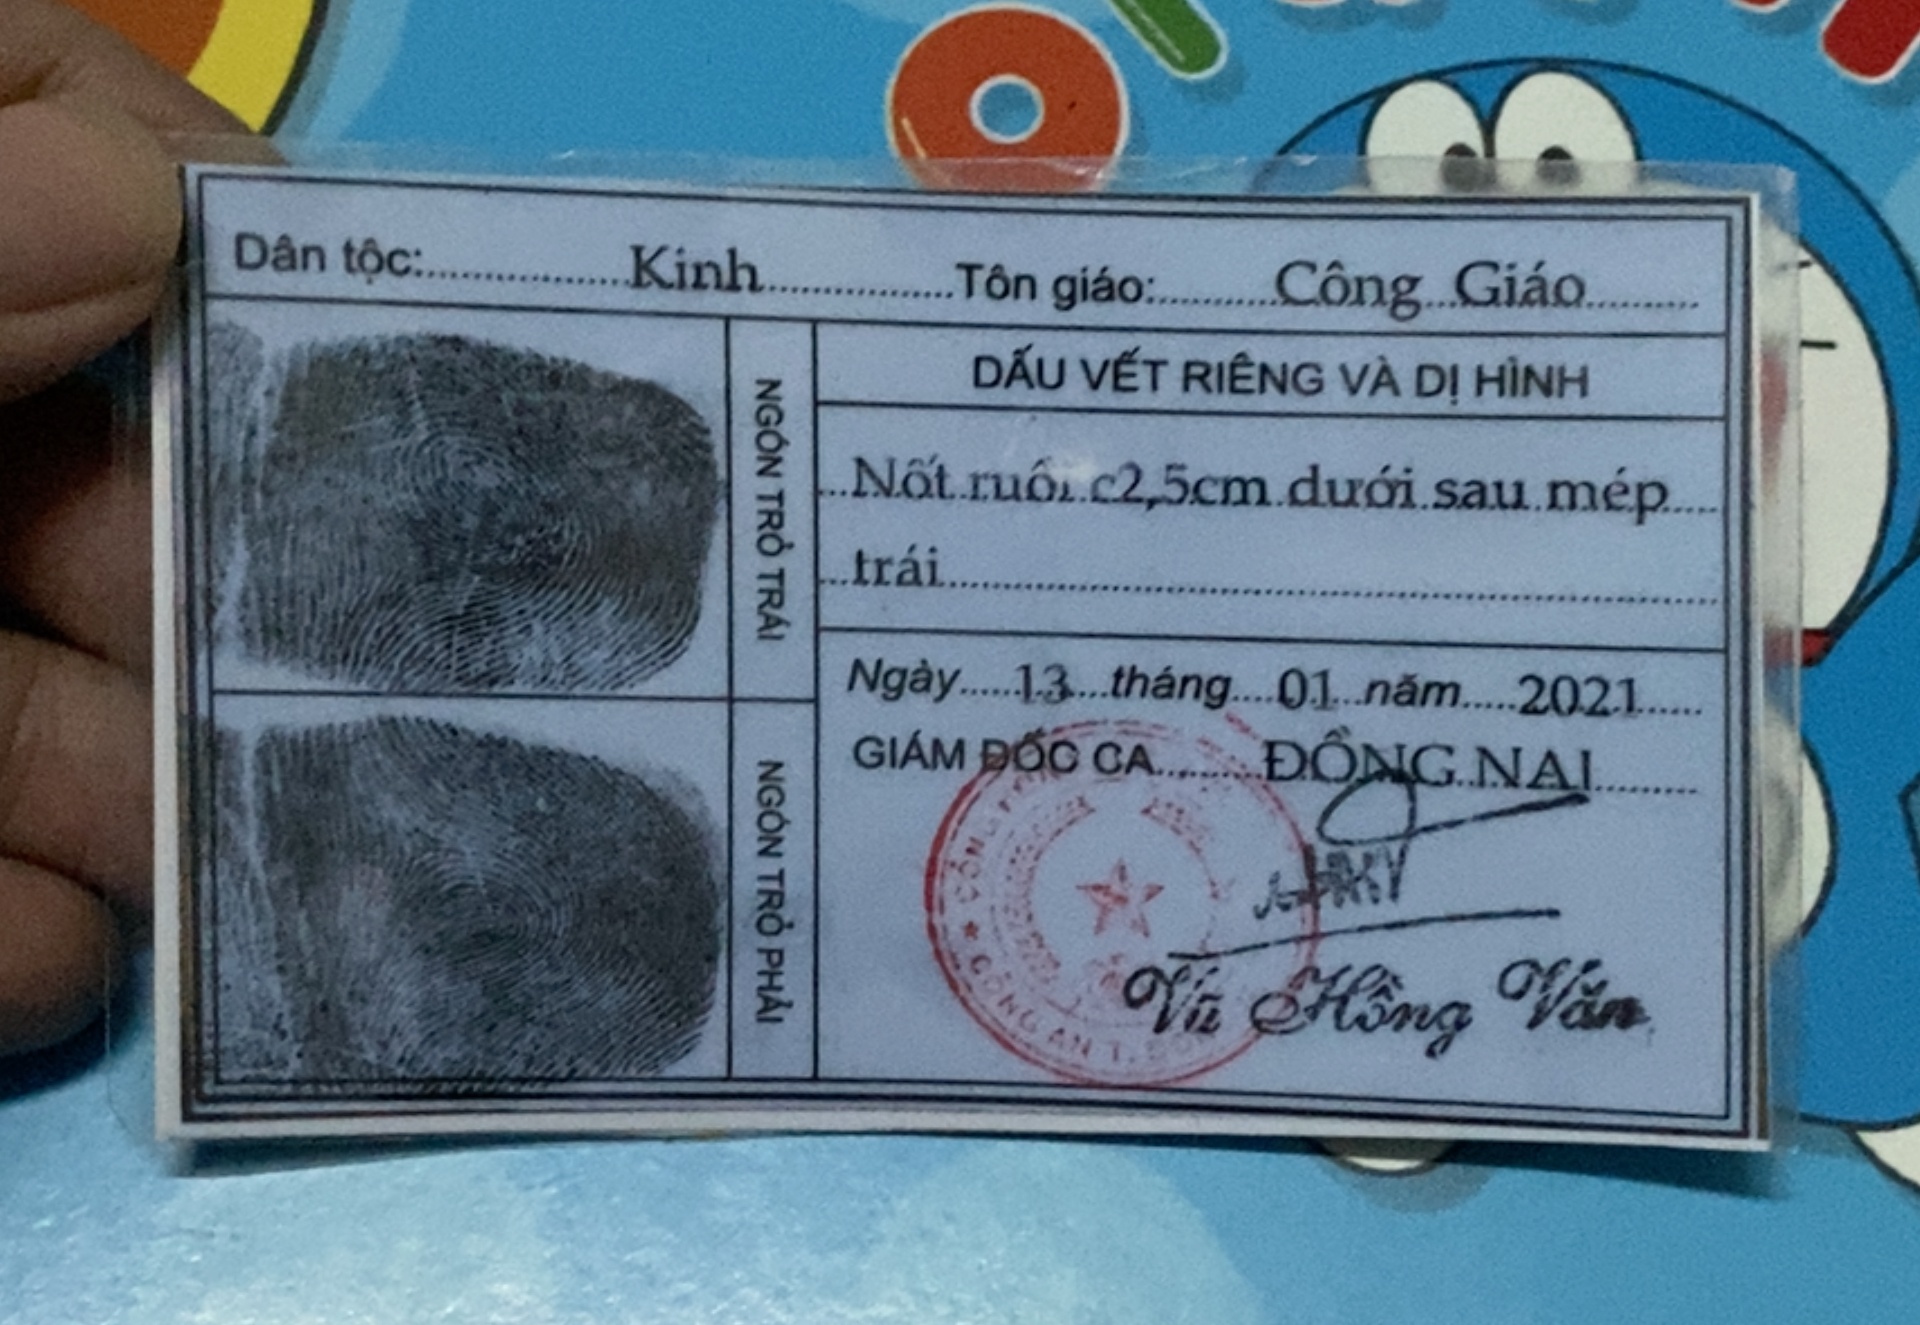 Dân tộc: Kinh Tôn giáo: Công Giáo
NGÓN TRỎ TRÁI
NGÓN TRỎ PHẢI
DẤU VẾT RIÊNG VÀ DỊ HÌNH
Nốt ruồi c2,5cm dưới sau mép
trái
Ngày 13 tháng 01 năm 2021
GIÁM ĐỐC CA ĐỒNG NAI
CÔNG AN T.
Vũ Hồng Văn